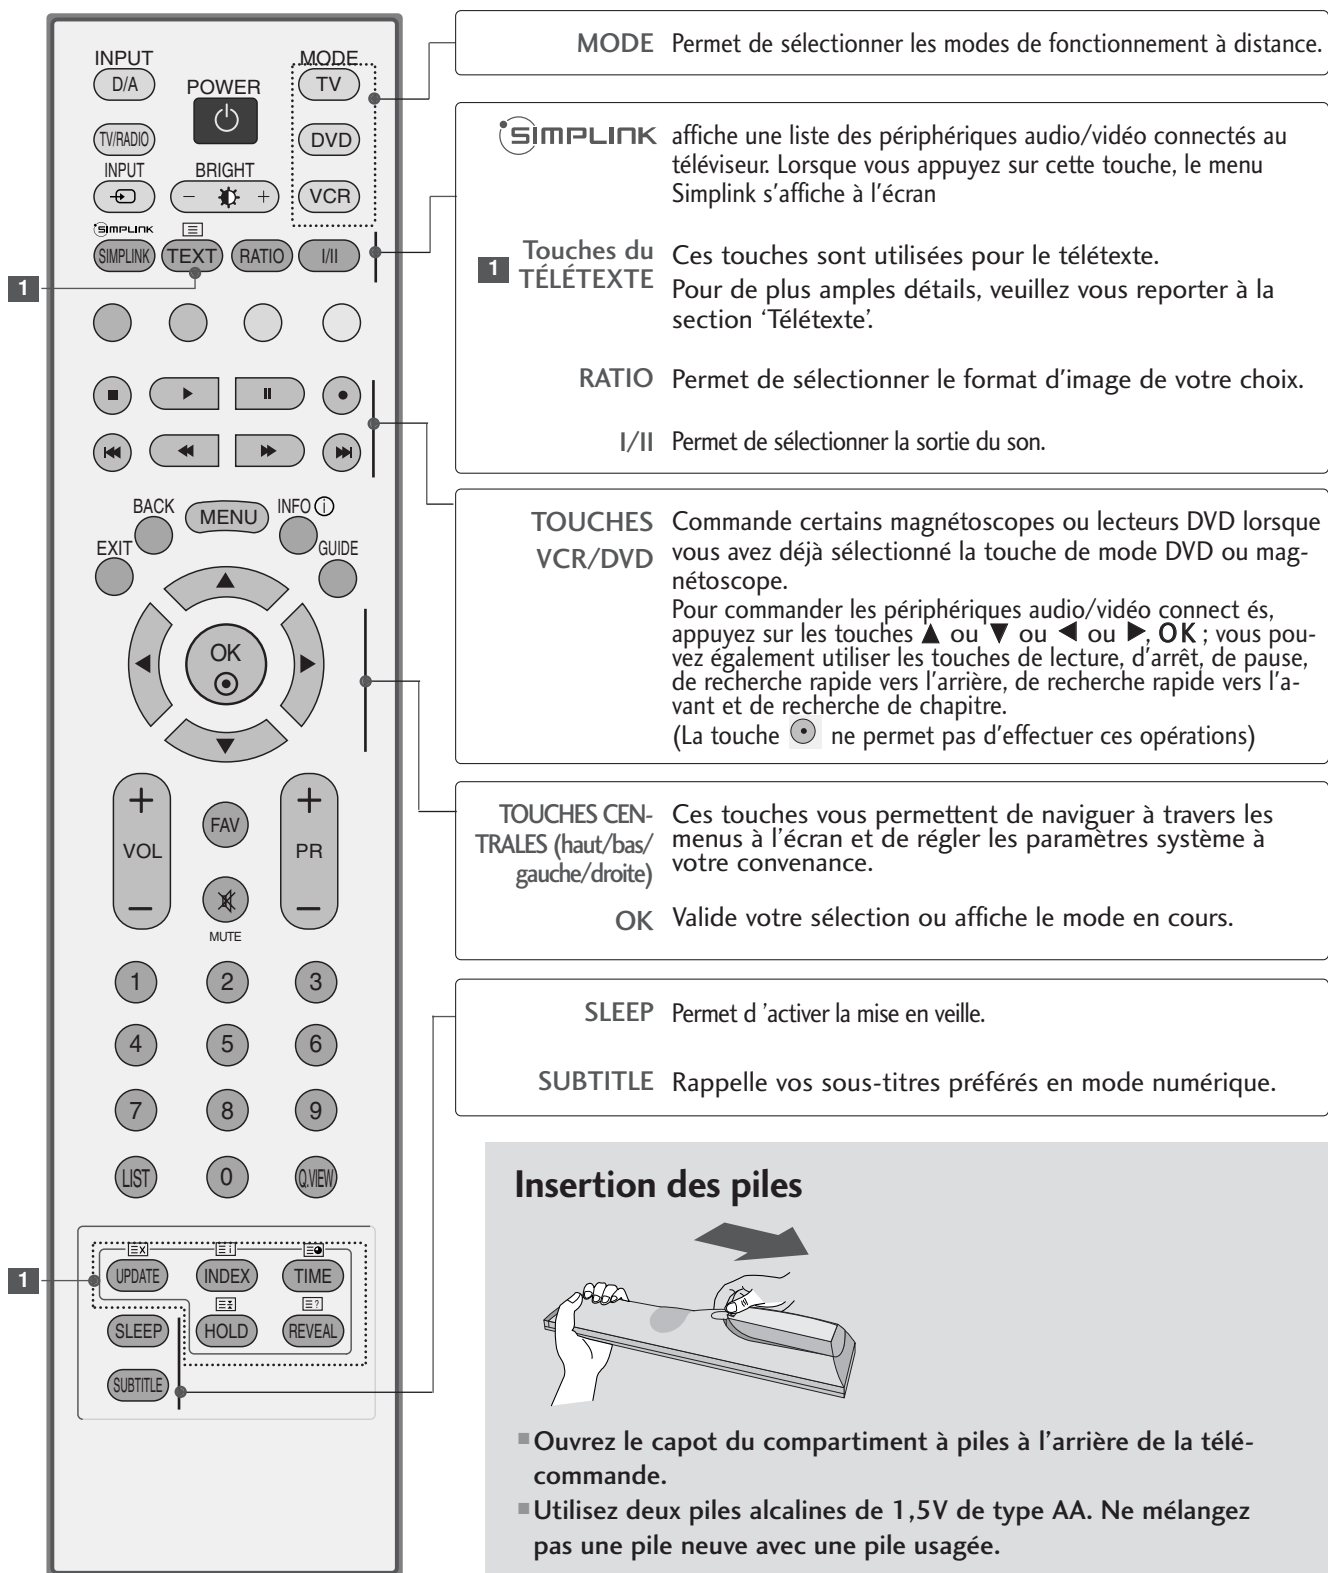 INPUT
MODE
D/A
POWER
TV
TV/RADIO
DVD
INPUT
BRIGHT
VCR
SIMPLINK
SIMPLINK
TEXT
RATIO
I/II
1
BACK
MENU
INFO i
EXIT
GUIDE
OK
VOL
FAV
PR
MUTE
1
2
3
4
5
6
7
8
9
LIST
0
Q.VIEW
UPDATE
INDEX
TIME
1
SLEEP
HOLD
REVEAL
SUBTITLE
MODE Permet de sélectionner les modes de fonctionnement à distance.
SIMPLINK affiche une liste des périphériques audio/vidéo connectés au
téléviseur. Lorsque vous appuyez sur cette touche, le menu
Simplink s'affiche à l'écran
1 Touches du TÉLÉTEXTE
Ces touches sont utilisées pour le télétexte.
Pour de plus amples détails, veuillez vous reporter à la
section ‘Télétexte’.
RATIO Permet de sélectionner le format d'image de votre choix.
I/II Permet de sélectionner la sortie du son.
TOUCHES VCR/DVD
Commande certains magnétoscopes ou lecteurs DVD lorsque
vous avez déjà sélectionné la touche de mode DVD ou mag-
nétoscope.
Pour commander les périphériques audio/vidéo connect és,
appuyez sur les touches ▲ ou ▼ ou ◀ ou ▶, OK ; vous pou-
vez également utiliser les touches de lecture, d'arrêt, de pause,
de recherche rapide vers l'arrière, de recherche rapide vers l'a-
vant et de recherche de chapitre.
(La touche ⊙ ne permet pas d'effectuer ces opérations)
TOUCHES CEN-
TRALES (haut/bas/
gauche/droite)
Ces touches vous permettent de naviguer à travers les
menus à l'écran et de régler les paramètres système à
votre convenance.
OK Valide votre sélection ou affiche le mode en cours.
SLEEP Permet d ’activer la mise en veille.
SUBTITLE Rappelle vos sous-titres préférés en mode numérique.
Insertion des piles
■ Ouvrez le capot du compartiment à piles à l'arrière de la télé-
commande.
■ Utilisez deux piles alcalines de 1,5V de type AA. Ne mélangez
pas une pile neuve avec une pile usagée.